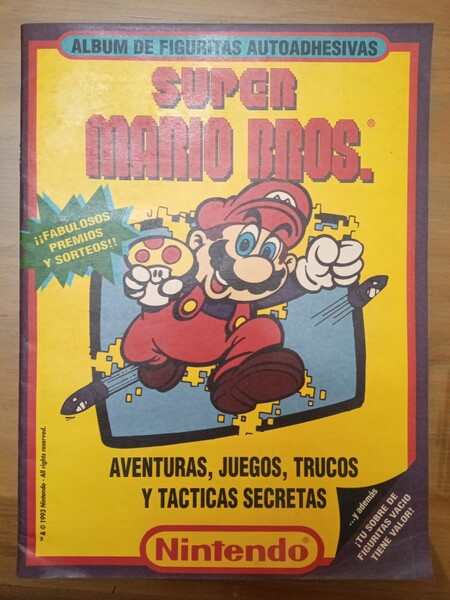 ALBUM DE FIGURITAS AUTOADHESIVAS
SUPER
MARIO BROS.®
¡¡FABULOSOS
PREMIOS
Y SORTEOS!!
AVENTURAS, JUEGOS, TRUCOS
Y TACTICAS SECRETAS
...y además
¡TU SOBRE DE
FIGURITAS VACIO
TIENE VALOR!
™ & © 1993 Nintendo - All rights reserved.
Nintendo®